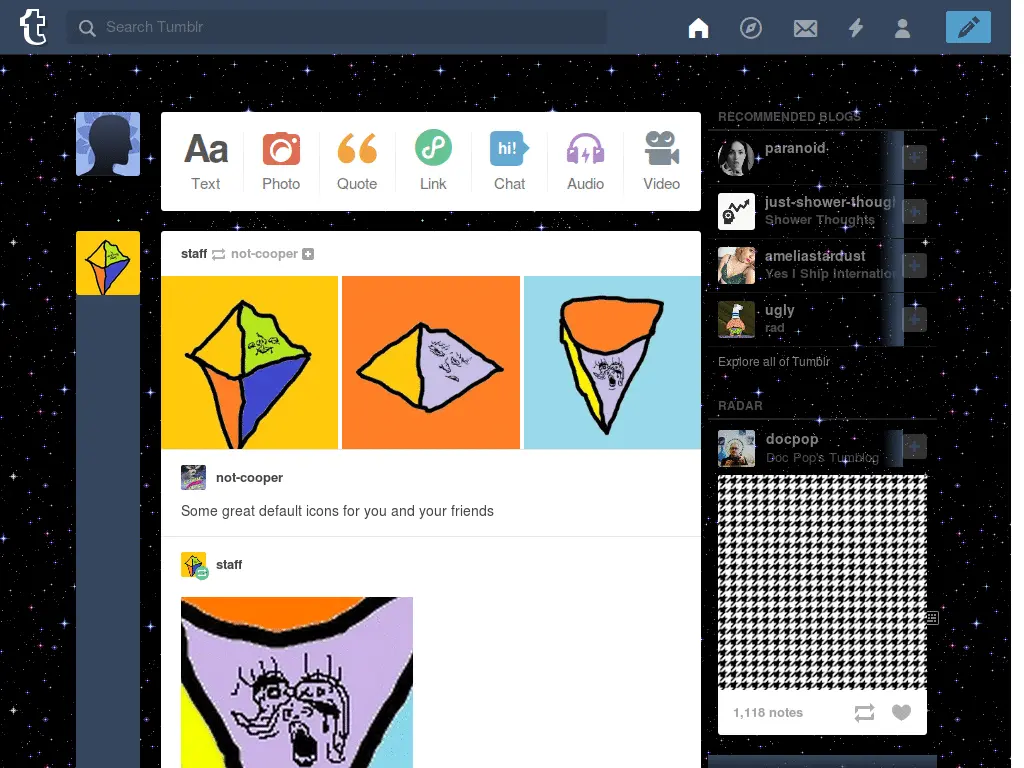 t
Search Tumblr
Aa
hi!
Text
Photo
Quote
Link
Chat
Audio
Video
staff
not-cooper
not-cooper
Some great default icons for you and your friends
staff
RECOMMENDED BLOGS
paranoid
just-shower-though
Shower Thoughts
ameliastardust
Yes I Ship Internation
ugly
rad
Explore all of Tumblr
RADAR
docpop
Doc Pop's Tumblog
1,118 notes